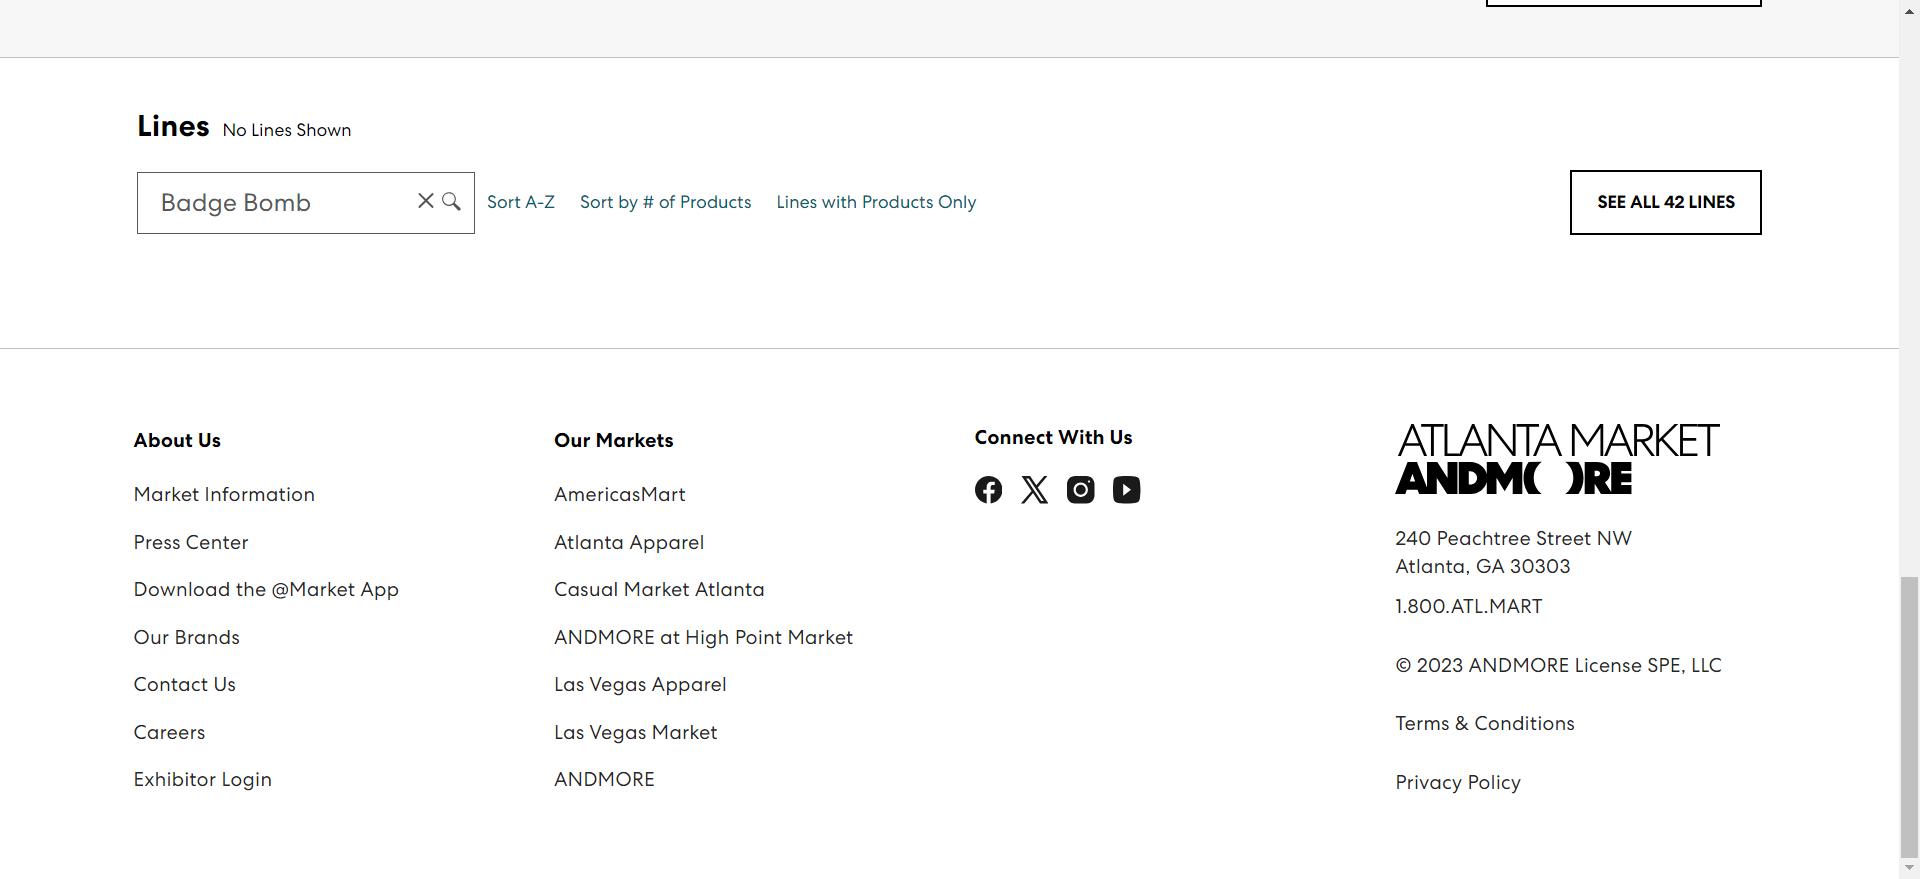 Lines No Lines Shown
Badge Bomb
Sort A-Z Sort by # of Products Lines with Products Only
SEE ALL 42 LINES
About Us
Market Information
Press Center
Download the @Market App
Our Brands
Contact Us
Careers
Exhibitor Login
Our Markets
AmericasMart
Atlanta Apparel
Casual Market Atlanta
ANDMORE at High Point Market
Las Vegas Apparel
Las Vegas Market
ANDMORE
Connect With Us
ATLANTA MARKET
ANDM( )RE
240 Peachtree Street NW
Atlanta, GA 30303
1.800.ATL.MART
© 2023 ANDMORE License SPE, LLC
Terms & Conditions
Privacy Policy